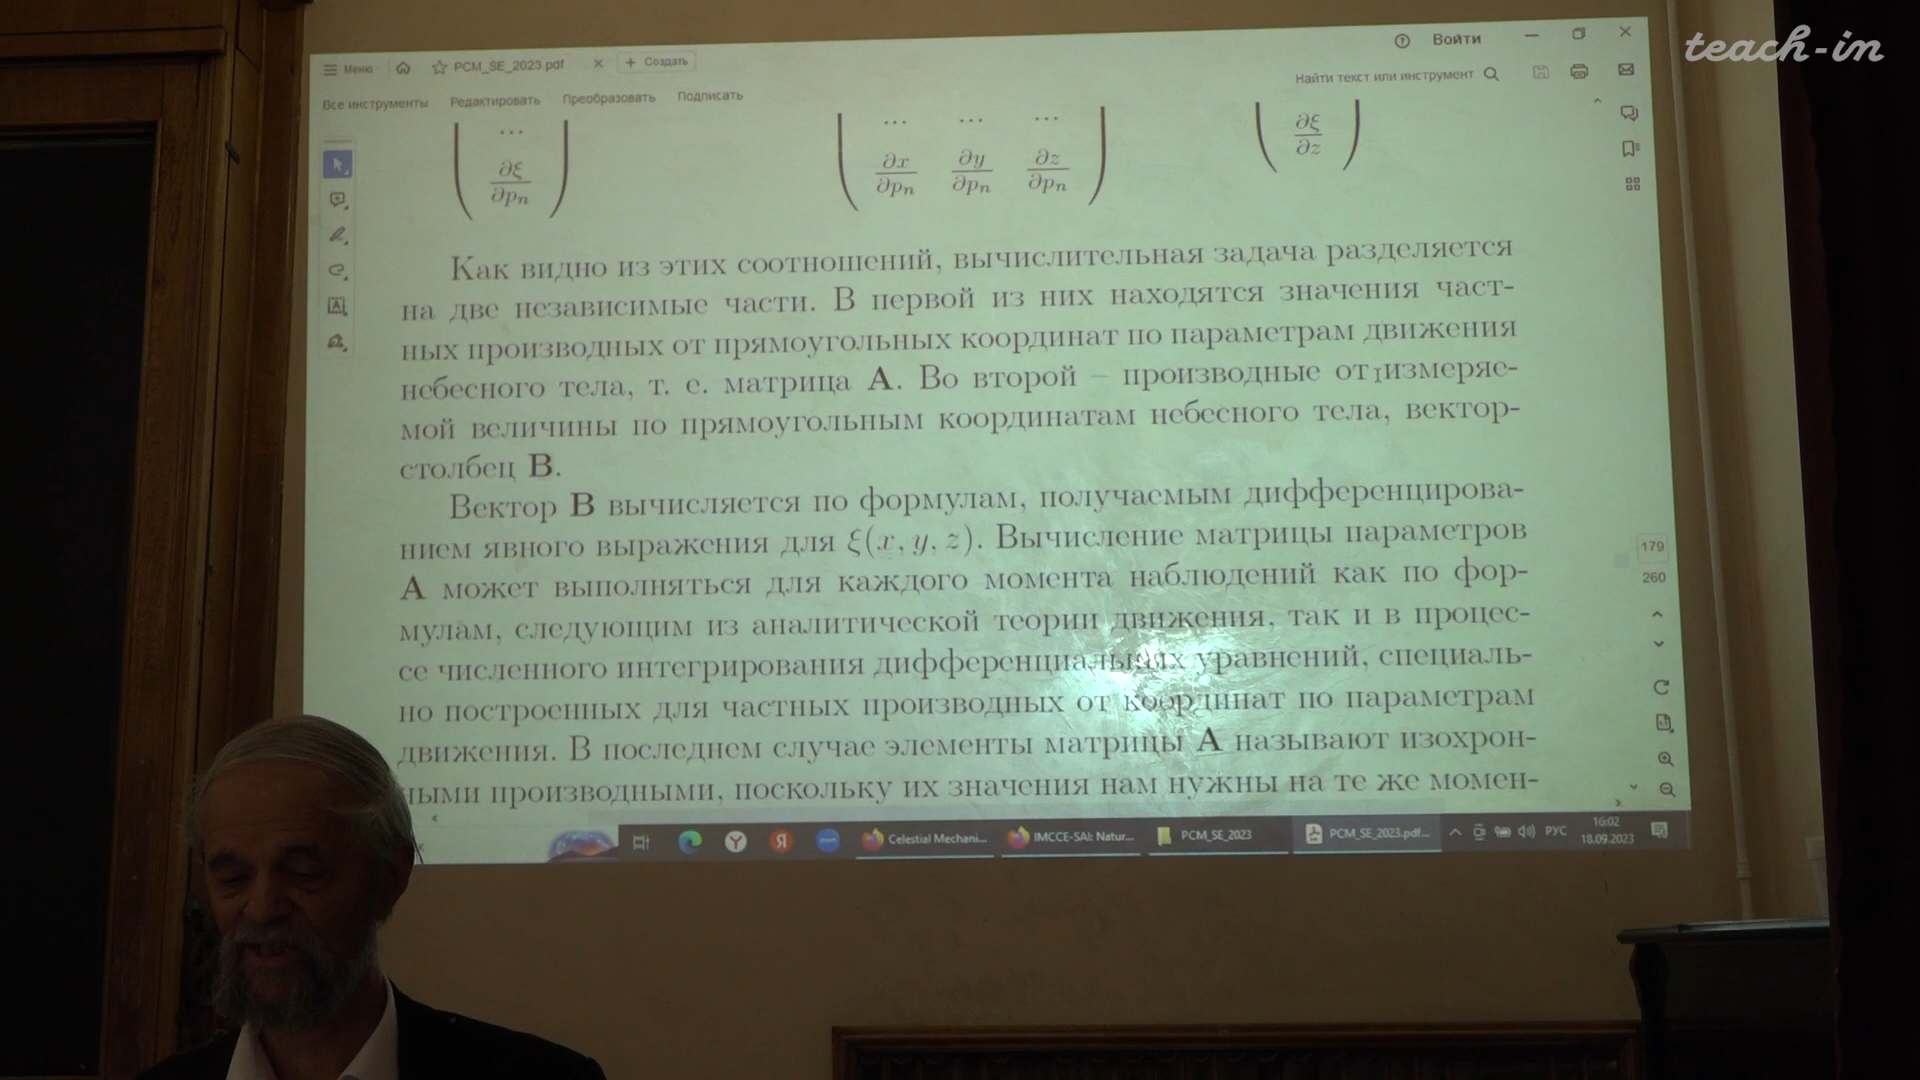 teach-in
Войти
Меню PCM_SE_2023.pdf Создать
Найти текст или инструмент
Все инструменты Редактировать Преобразовать Подписать
... ... ... ... ∂ξ/∂z
∂ξ/∂pₙ ∂x/∂pₙ ∂y/∂pₙ ∂z/∂pₙ
Как видно из этих соотношений, вычислительная задача разделяется
на две независимые части. В первой из них находятся значения част-
ных производных от прямоугольных координат по параметрам движения
небесного тела, т. е. матрица A. Во второй – производные от измеряе-
мой величины по прямоугольным координатам небесного тела, вектор-
столбец B.
Вектор B вычисляется по формулам, получаемым дифференцирова-
нием явного выражения для ξ(x, y, z). Вычисление матрицы параметров
A может выполняться для каждого момента наблюдений как по фор-
мулам, следующим из аналитической теории движения, так и в процес-
се численного интегрирования дифференциальных уравнений, специаль-
но построенных для частных производных от координат по параметрам
движения. В последнем случае элементы матрицы A называют изохрон-
ными производными, поскольку их значения нам нужны на те же момен-
179
260
Celestial Mechani... IMCCE-SAI: Natur... PCM_SE_2023 PCM_SE_2023.pdf... РУС 16:02
18.09.2023